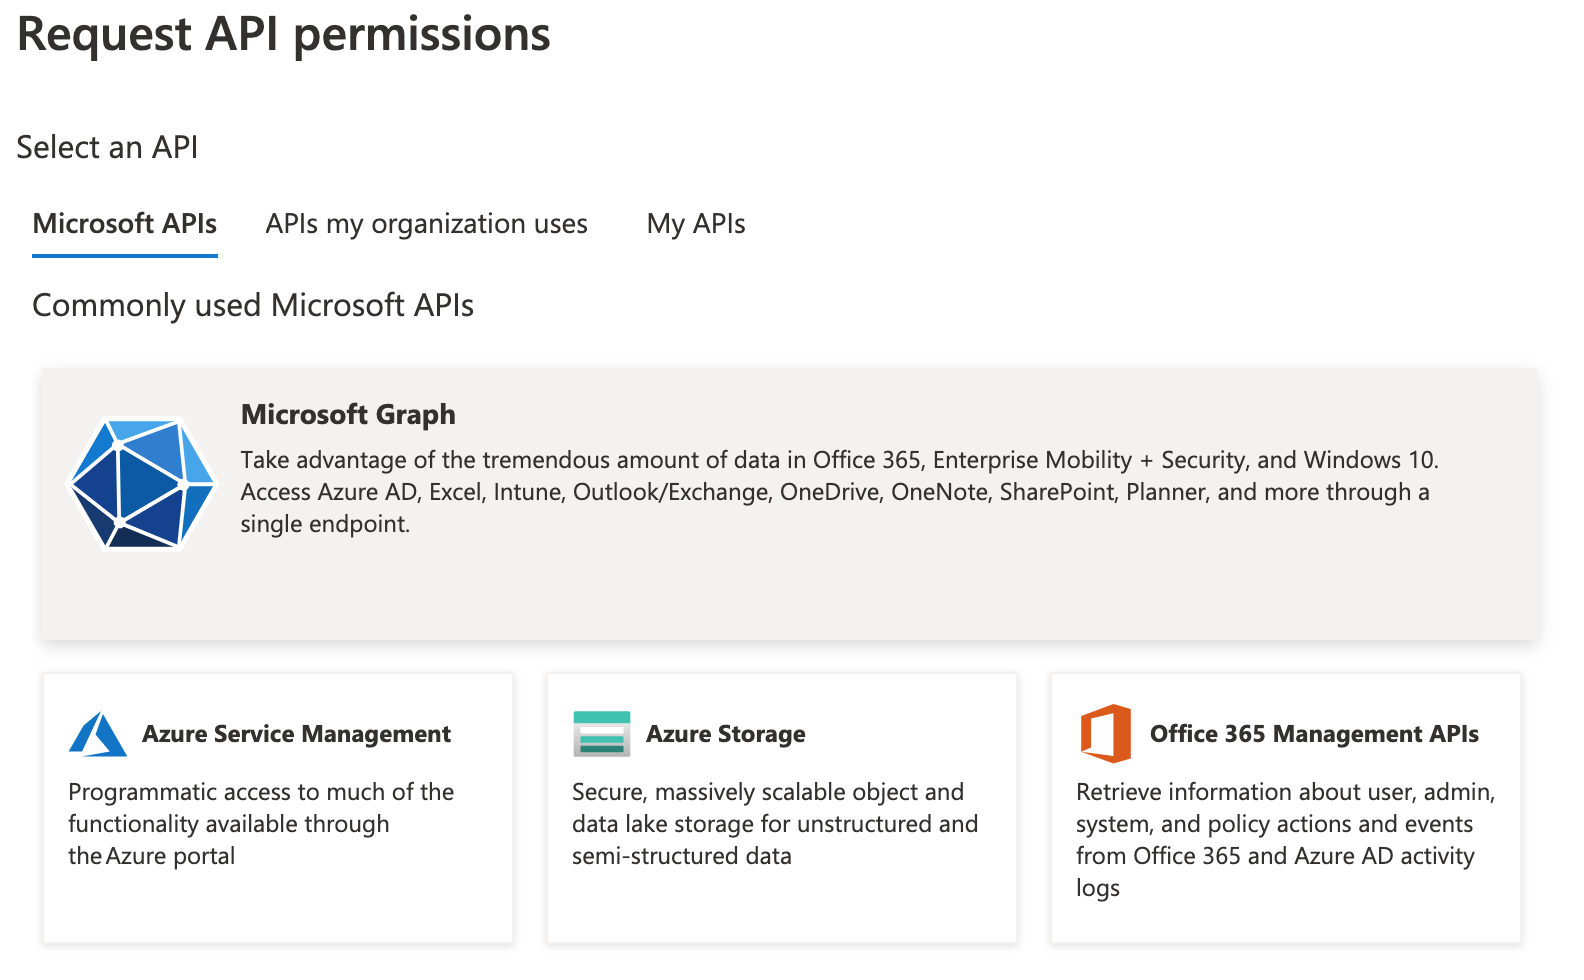 Request API permissions
Select an API
Microsoft APIs
APIs my organization uses
My APIs
Commonly used Microsoft APIs
Microsoft Graph
Take advantage of the tremendous amount of data in Office 365, Enterprise Mobility + Security, and Windows 10.
Access Azure AD, Excel, Intune, Outlook/Exchange, OneDrive, OneNote, SharePoint, Planner, and more through a
single endpoint.
Azure Service Management
Programmatic access to much of the
functionality available through
the Azure portal
Azure Storage
Secure, massively scalable object and
data lake storage for unstructured and
semi-structured data
Office 365 Management APIs
Retrieve information about user, admin,
system, and policy actions and events
from Office 365 and Azure AD activity
logs